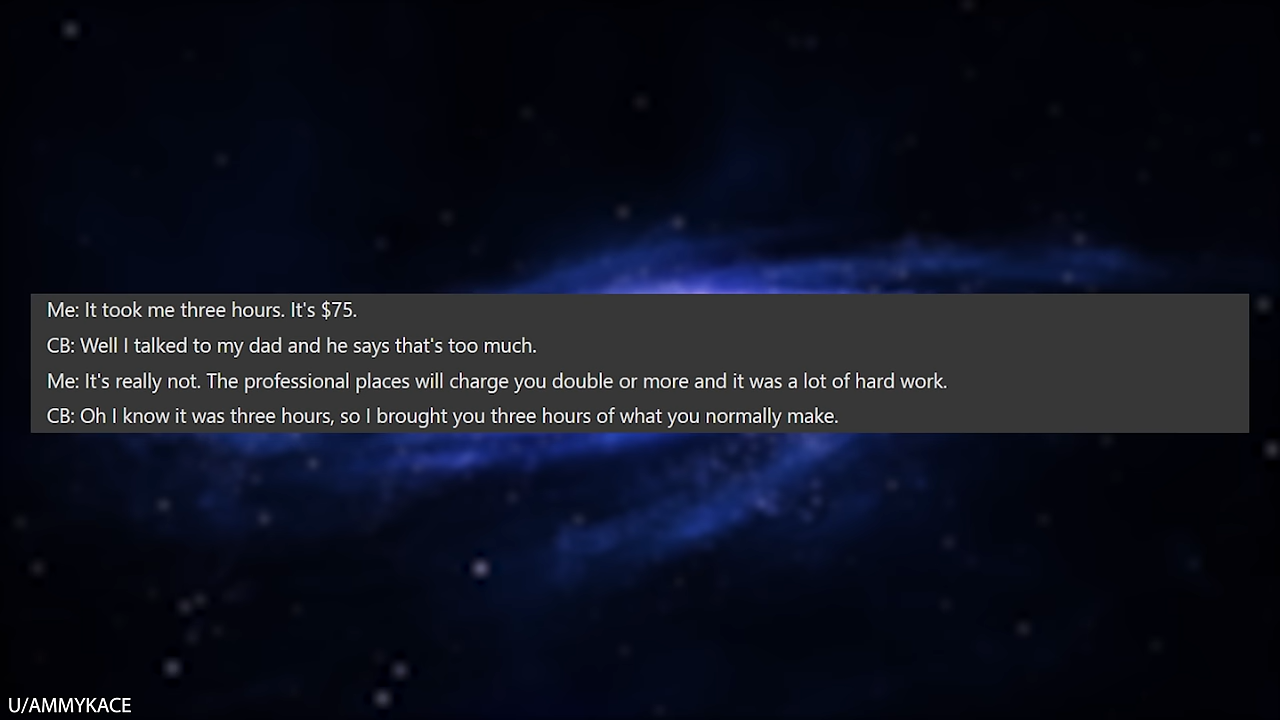 Me: It took me three hours. It's $75.
CB: Well I talked to my dad and he says that's too much.
Me: It's really not. The professional places will charge you double or more and it was a lot of hard work.
CB: Oh I know it was three hours, so I brought you three hours of what you normally make.
U/AMMYKACE